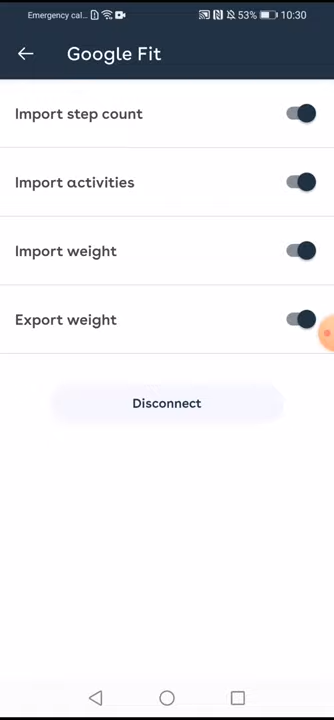 Emergency cal... 53% 10:30
Google Fit
Import step count
Import activities
Import weight
Export weight
Disconnect